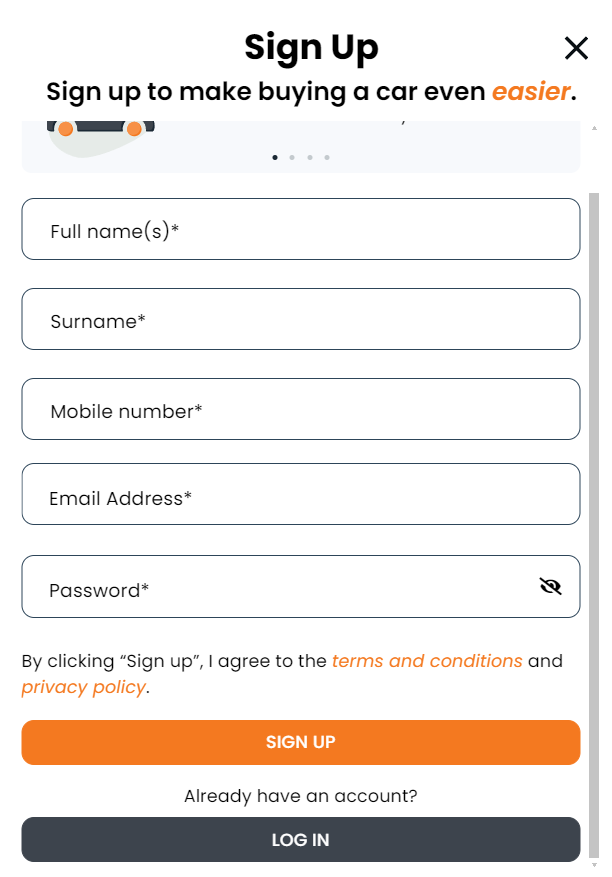 Sign Up
Sign up to make buying a car even easier.
Full name(s)*
Surname*
Mobile number*
Email Address*
Password*
By clicking “Sign up”, I agree to the terms and conditions and
privacy policy.
SIGN UP
Already have an account?
LOG IN